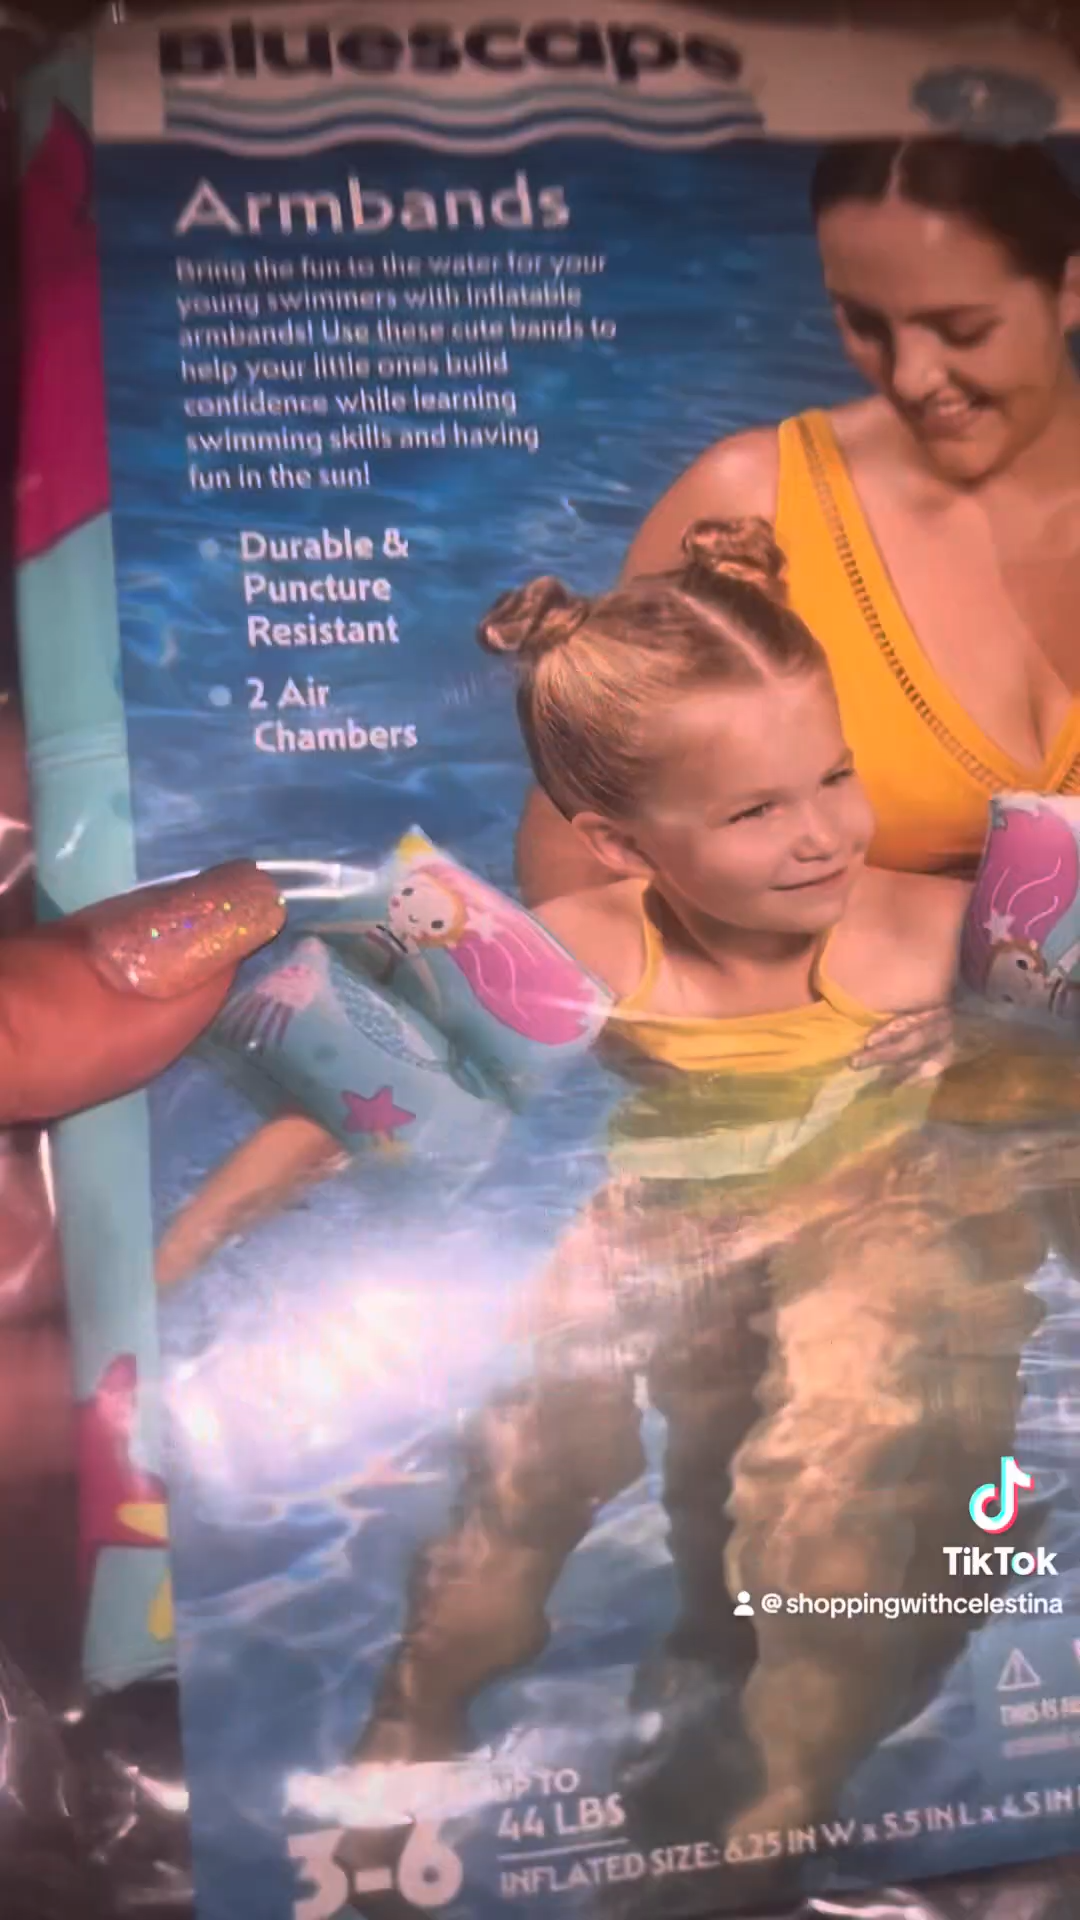 Bluescape
Armbands
Bring the fun to the water for your
young swimmers with inflatable
armbands! Use these cute bands to
help your little ones build
confidence while learning
swimming skills and having
fun in the sun!
Durable &
Puncture
Resistant
2 Air
Chambers
TikTok
@shoppingwithcelestina
THIS IS
UP TO
44 LBS
3-6
INFLATED SIZE: 6.25 IN W x 5.5 IN L x 4.5 IN